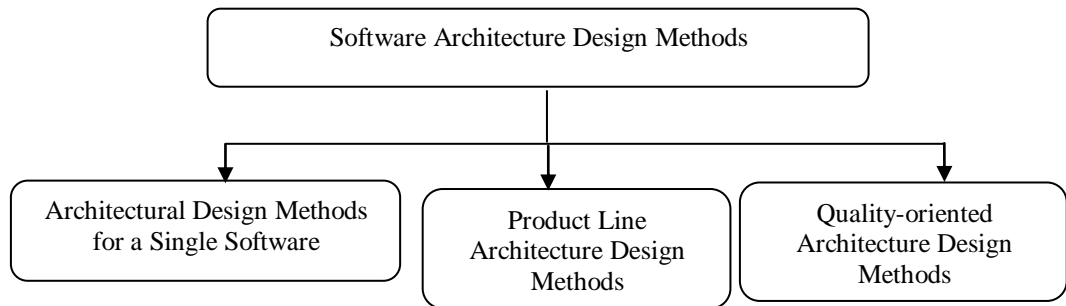 Software Architecture Design Methods
Architectural Design Methods
for a Single Software
Product Line
Architecture Design
Methods
Quality-oriented
Architecture Design
Methods